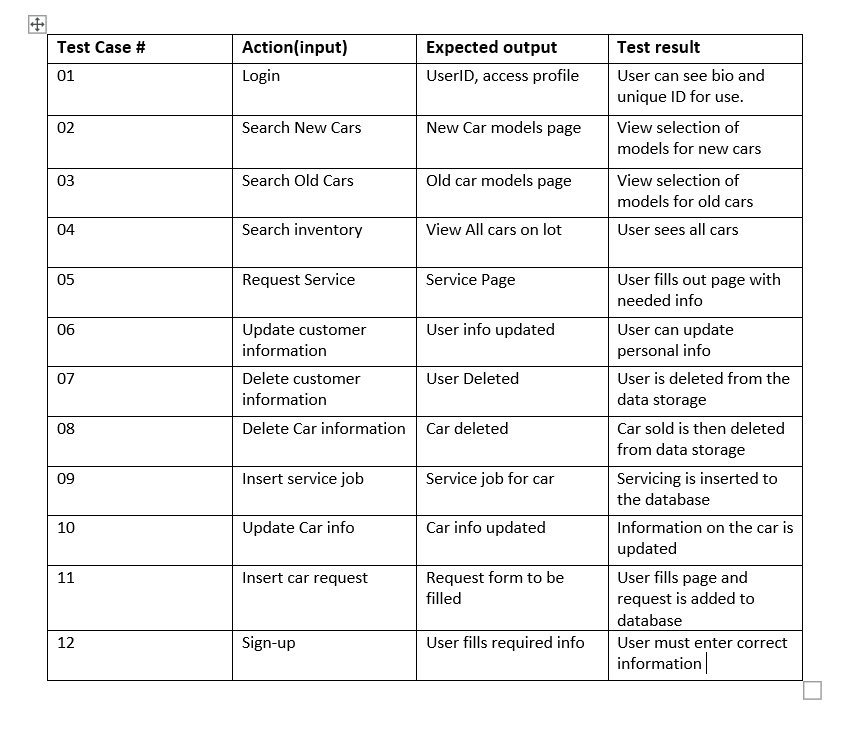 Test Case # Action(input) Expected output Test result
01 Login UserID, access profile User can see bio and
unique ID for use.
02 Search New Cars New Car models page View selection of
models for new cars
03 Search Old Cars Old car models page View selection of
models for old cars
04 Search inventory View All cars on lot User sees all cars
05 Request Service Service Page User fills out page with
needed info
06 Update customer User info updated User can update
information personal info
07 Delete customer User Deleted User is deleted from the
information data storage
08 Delete Car information Car deleted Car sold is then deleted
from data storage
09 Insert service job Service job for car Servicing is inserted to
the database
10 Update Car info Car info updated Information on the car is
updated
11 Insert car request Request form to be User fills page and
filled request is added to
database
12 Sign-up User fills required info User must enter correct
information